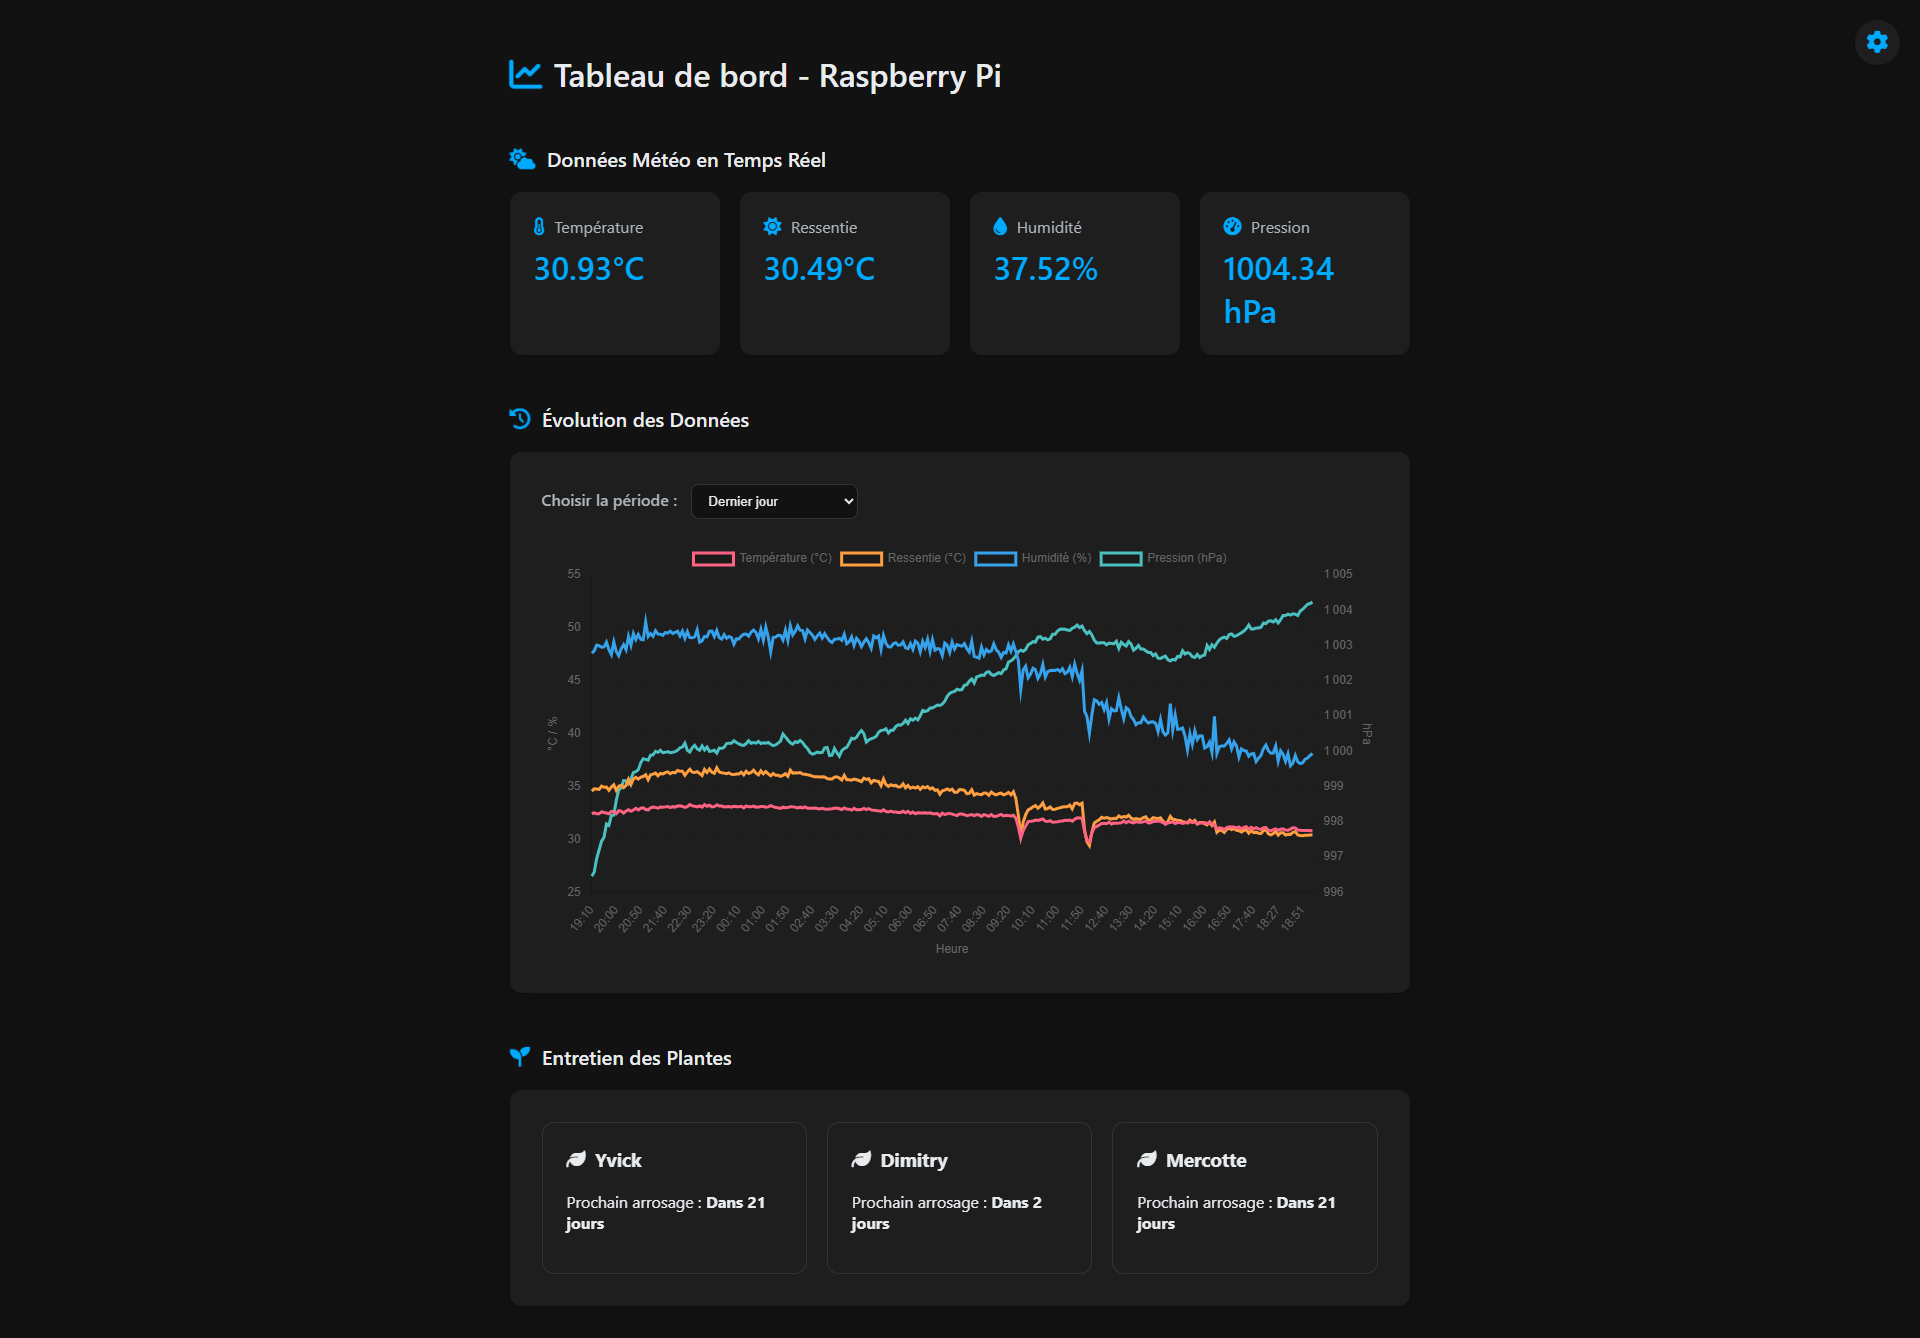 Tableau de bord - Raspberry Pi
Données Météo en Temps Réel
Température
30.93°C
Ressentie
30.49°C
Humidité
37.52%
Pression
1004.34
hPa
Évolution des Données
Choisir la période :
Dernier jour
Température (°C)
Ressentie (°C)
Humidité (%)
Pression (hPa)
55
50
45
40
35
30
25
°C / %
1 005
1 004
1 003
1 002
1 001
1 000
999
998
997
996
hPa
19:10
20:00
20:50
21:40
22:30
23:20
00:10
01:00
01:50
02:40
03:30
04:20
05:10
06:00
06:50
07:40
08:30
09:20
10:10
11:00
11:50
12:40
13:30
14:20
15:10
16:00
16:50
17:40
18:27
18:51
Heure
Entretien des Plantes
Yvick
Prochain arrosage : Dans 21
jours
Dimitry
Prochain arrosage : Dans 2
jours
Mercotte
Prochain arrosage : Dans 21
jours